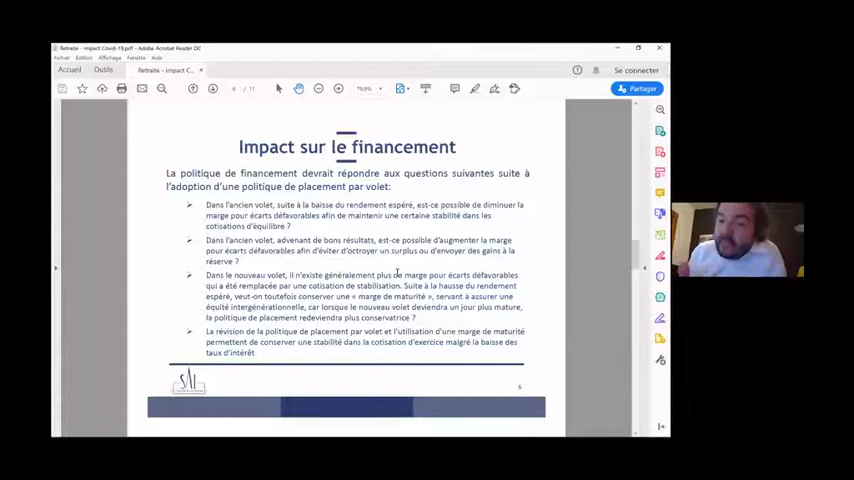 Retraite - impact Covid-19.pdf - Adobe Acrobat Reader DC
Fichier Edition Affichage Fenêtre Aide
Accueil Outils Retraite – impact C... × Se connecter
6 / 11 79,9% Partager
Impact sur le financement
La politique de financement devrait répondre aux questions suivantes suite à
l'adoption d'une politique de placement par volet:
Dans l'ancien volet, suite à la baisse du rendement espéré, est-ce possible de diminuer la
marge pour écarts défavorables afin de maintenir une certaine stabilité dans les
cotisations d'équilibre ?
Dans l'ancien volet, advenant de bons résultats, est-ce possible d'augmenter la marge
pour écarts défavorables afin d'éviter d'octroyer un surplus ou d'envoyer des gains à la
réserve ?
Dans le nouveau volet, il n'existe généralement plus de marge pour écarts défavorables
qui a été remplacée par une cotisation de stabilisation. Suite à la hausse du rendement
espéré, veut-on toutefois conserver une « marge de maturité », servant à assurer une
équité intergénérationnelle, car lorsque le nouveau volet deviendra un jour plus mature,
la politique de placement redeviendra plus conservatrice ?
La révision de la politique de placement par volet et l'utilisation d'une marge de maturité
permettent de conserver une stabilité dans la cotisation d'exercice malgré la baisse des
taux d'intérêt
SAI
6